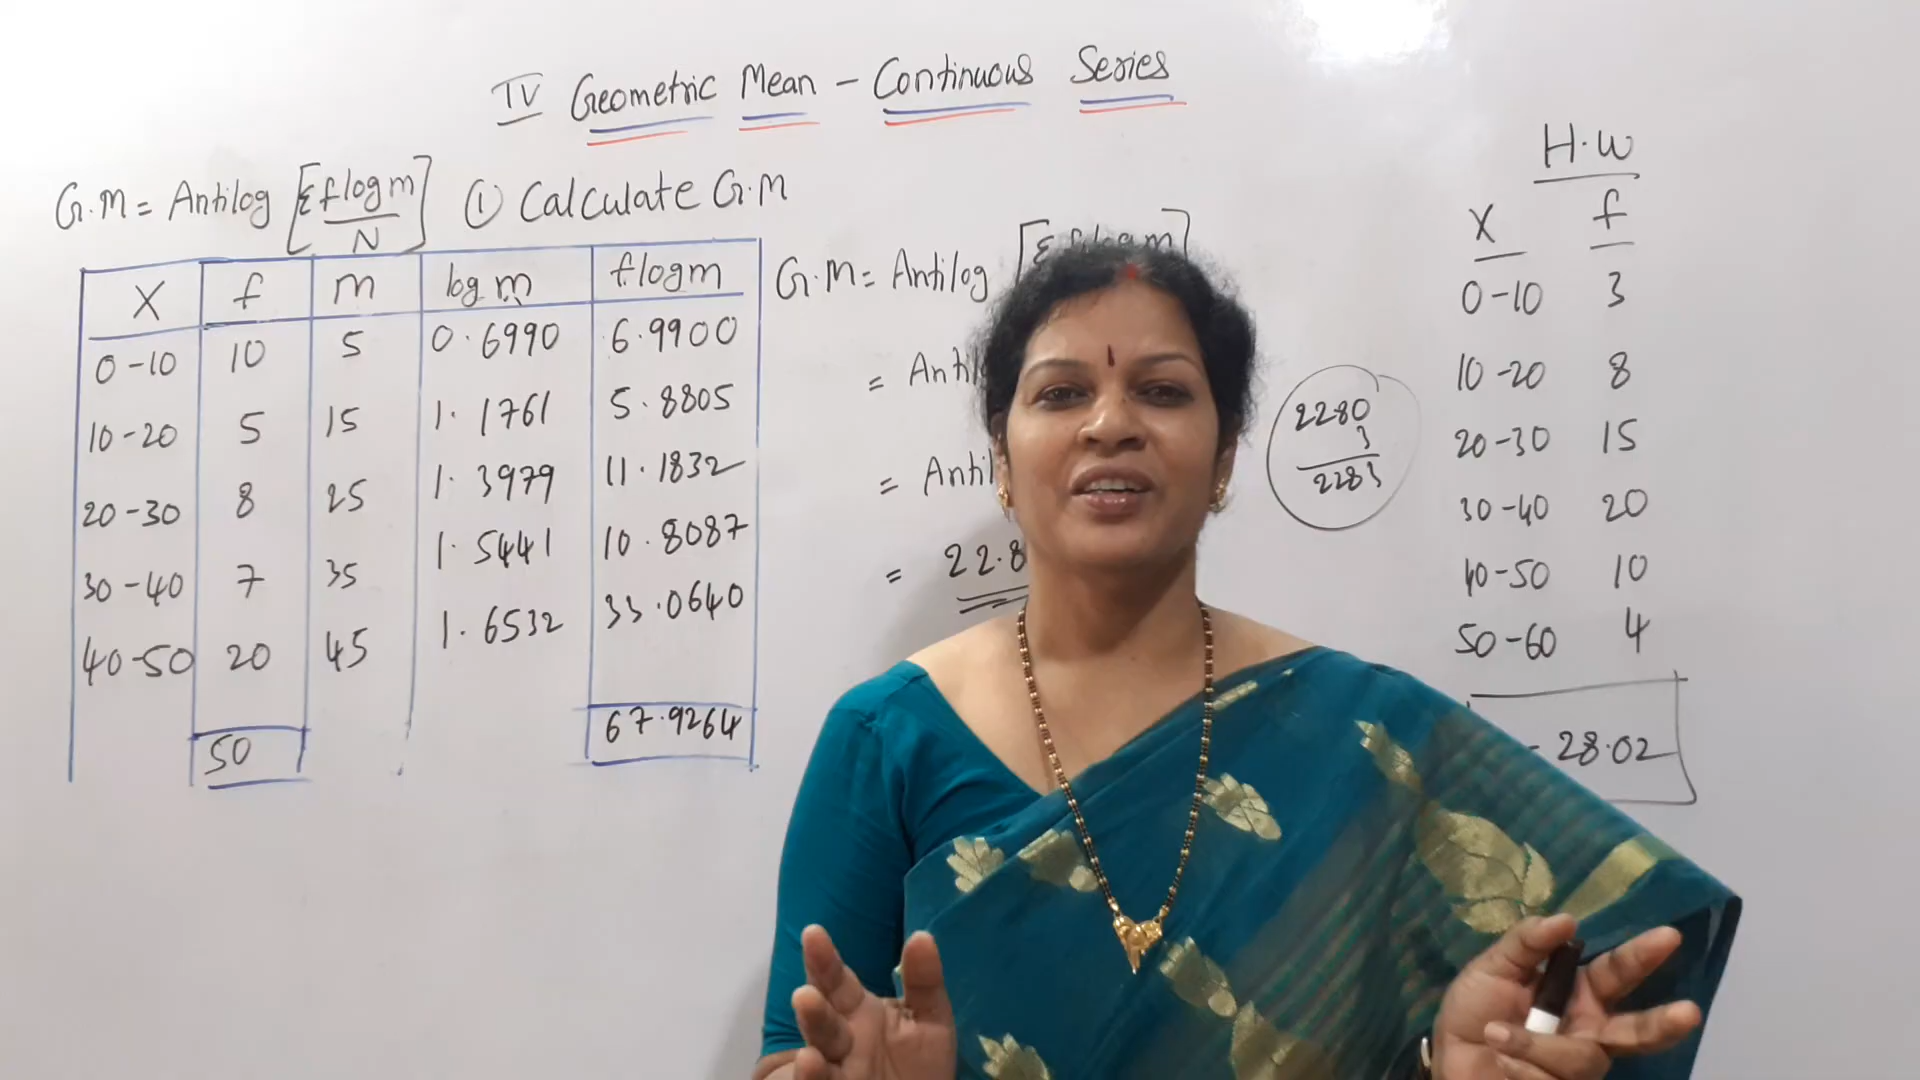 IV Geometric Mean - Continuous Series
G.M = Antilog [Σf log m / N] ① Calculate G.M
X f m log m f log m
0-10 10 5 0.6990 6.9900
10-20 5 15 1.1761 5.8805
20-30 8 25 1.3979 11.1832
30-40 7 35 1.5441 10.8087
40-50 20 45 1.6532 33.0640
50 67.9264
G.M = Antilog
=
=
= 22.8
2280
3
2283
H.W
X f
0-10 3
10-20 8
20-30 15
30-40 20
40-50 10
50-60 4
- 28.02